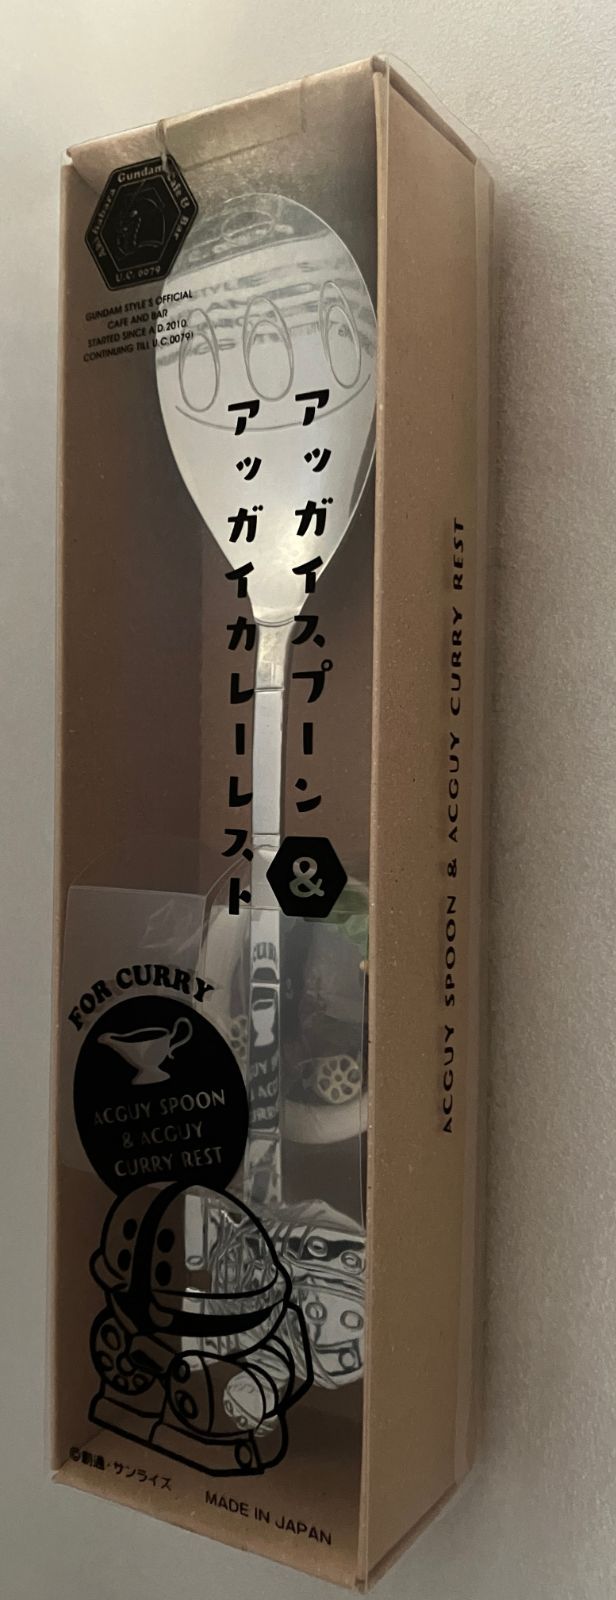 Akihabara Gundam Cafe & Bar
U.C.0079
GUNDAM STYLE'S OFFICIAL
CAFE AND BAR
STARTED SINCE A.D.2010
CONTINUING TILL U.C.0079)
アッガイスプーン
&
アッガイカレーレスト
FOR CURRY
ACGUY SPOON
& ACGUY
CURRY REST
©創通・サンライズ
MADE IN JAPAN
ACGUY SPOON & ACGUY CURRY REST